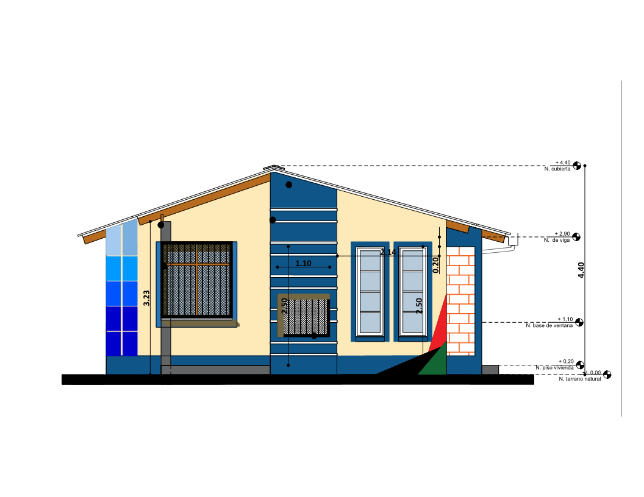 + 4,40
N. cubierta
+ 2,90
N. de viga
2.14
1.10
0.20
4.40
3.23
2.50
2.50
+ 1,10
N. base de ventana
+ 0,20
N. piso vivienda
0,00
N. terreno natural